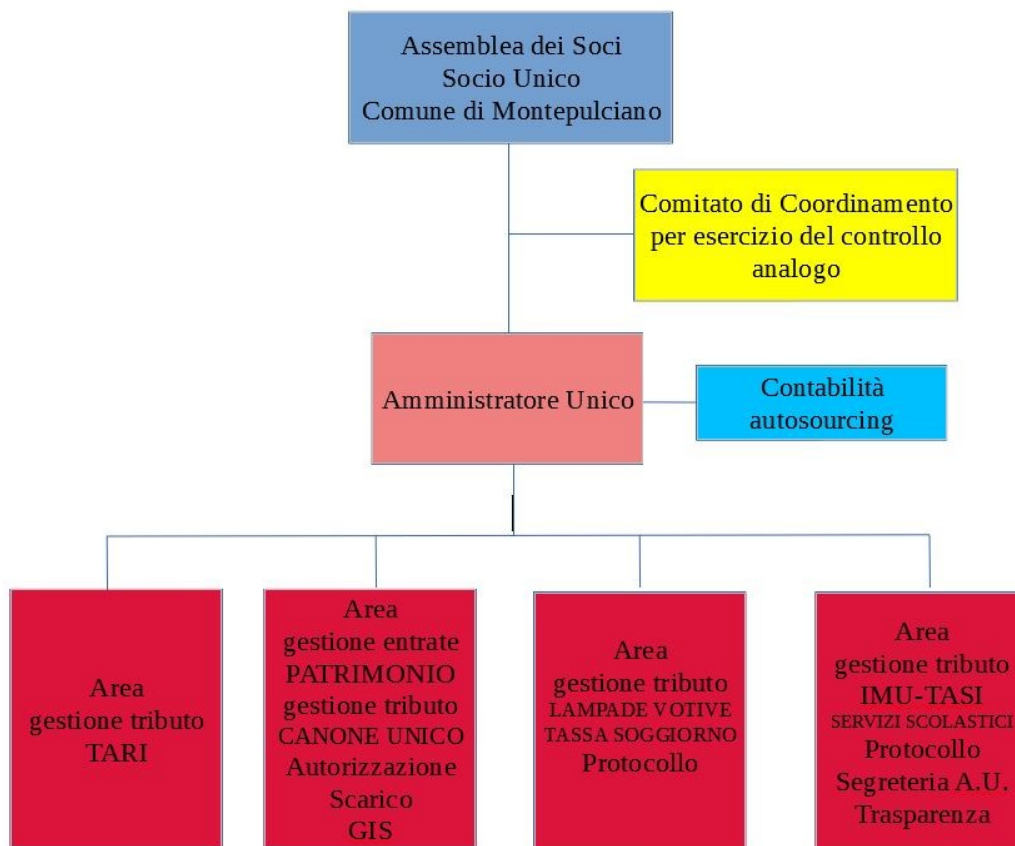 Assemblea dei Soci
Socio Unico
Comune di Montepulciano
Comitato di Coordinamento
per esercizio del controllo
analogo
Amministratore Unico
Contabilità
autosourcing
Area
gestione tributo
TARI
Area
gestione entrate
PATRIMONIO
gestione tributo
CANONE UNICO
Autorizzazione
Scarico
GIS
Area
gestione tributo
LAMPADE VOTIVE
TASSA SOGGIORNO
Protocollo
Area
gestione tributo
IMU-TASI
SERVIZI SCOLASTICI
Protocollo
Segreteria A.U.
Trasparenza